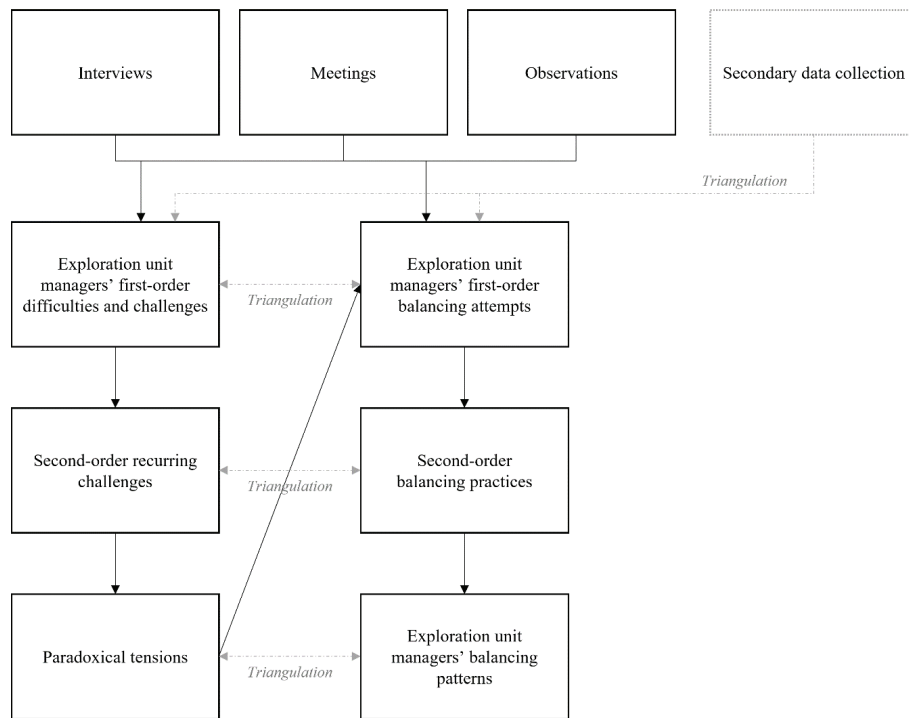 Interviews
Meetings
Observations
Secondary data collection
Triangulation
Exploration unit
managers’ first-order
difficulties and challenges
Triangulation
Exploration unit
managers’ first-order
balancing attempts
Second-order recurring
challenges
Triangulation
Second-order
balancing practices
Paradoxical tensions
Triangulation
Exploration unit
managers’ balancing
patterns